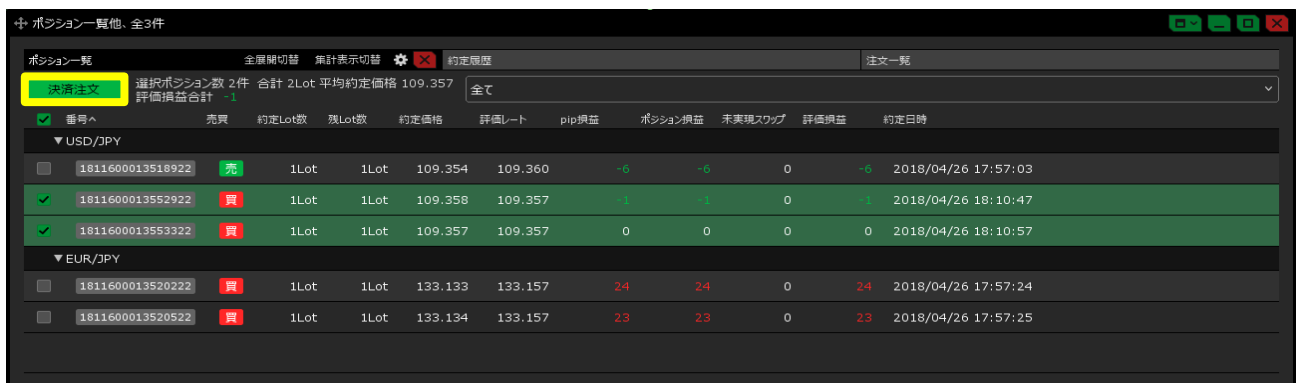 ポジション一覧他、全3件
ポジション一覧 全展開切替 集計表示切替 約定履歴 注文一覧
決済注文 選択ポジション数 2件 合計 2Lot 平均約定価格 109.357 全て
評価損益合計 -1
番号へ 売買 約定Lot数 残Lot数 約定価格 評価レート pip損益 ポジション損益 未実現スワップ 評価損益 約定日時
▼USD/JPY
1811600013518922 売 1Lot 1Lot 109.354 109.360 -6 -6 0 -6 2018/04/26 17:57:03
1811600013552922 買 1Lot 1Lot 109.358 109.357 -1 -1 0 -1 2018/04/26 18:10:47
1811600013553322 買 1Lot 1Lot 109.357 109.357 0 0 0 0 2018/04/26 18:10:57
▼EUR/JPY
1811600013520222 買 1Lot 1Lot 133.133 133.157 24 24 0 24 2018/04/26 17:57:24
1811600013520522 買 1Lot 1Lot 133.134 133.157 23 23 0 23 2018/04/26 17:57:25